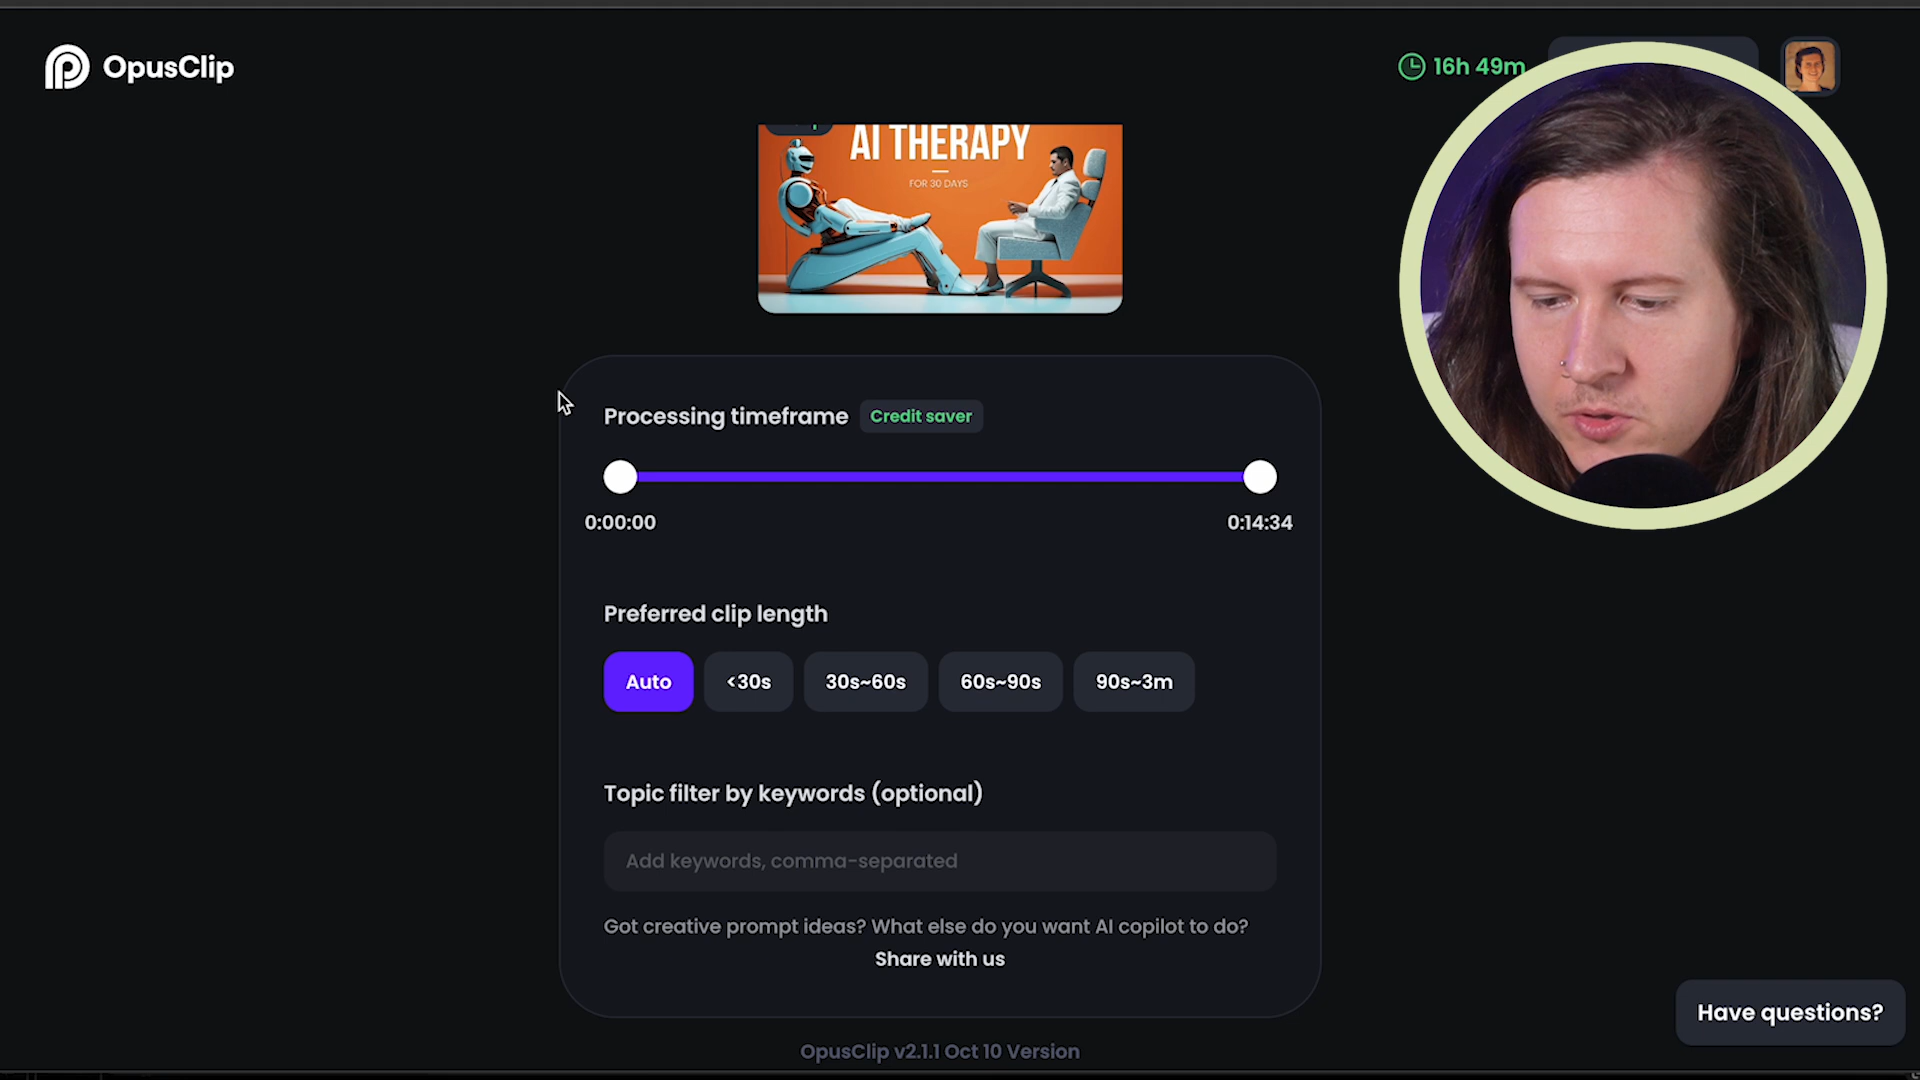 OpusClip
16h 49m
AI THERAPY
FOR 30 DAYS
Processing timeframe
Credit saver
0:00:00
0:14:34
Preferred clip length
Auto
<30s
30s~60s
60s~90s
90s~3m
Topic filter by keywords (optional)
Add keywords, comma-separated
Got creative prompt ideas? What else do you want AI copilot to do?
Share with us
Have questions?
OpusClip v2.1.1 Oct 10 Version